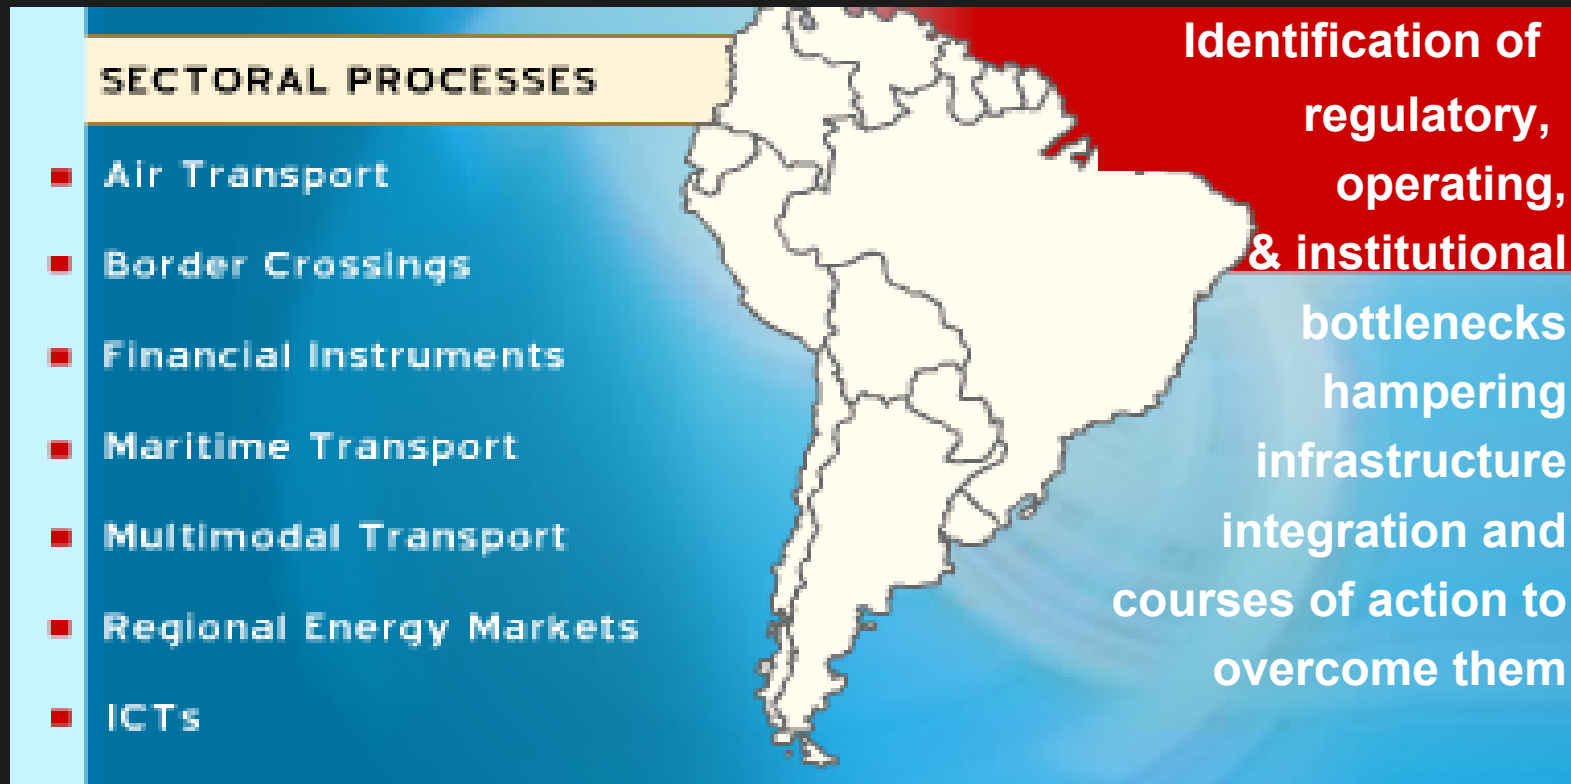 SECTORAL PROCESSES
Air Transport
Border Crossings
Financial Instruments
Maritime Transport
Multimodal Transport
Regional Energy Markets
ICTs
Identification of
regulatory,
operating,
& institutional
bottlenecks
hampering
infrastructure
integration and
courses of action to
overcome them